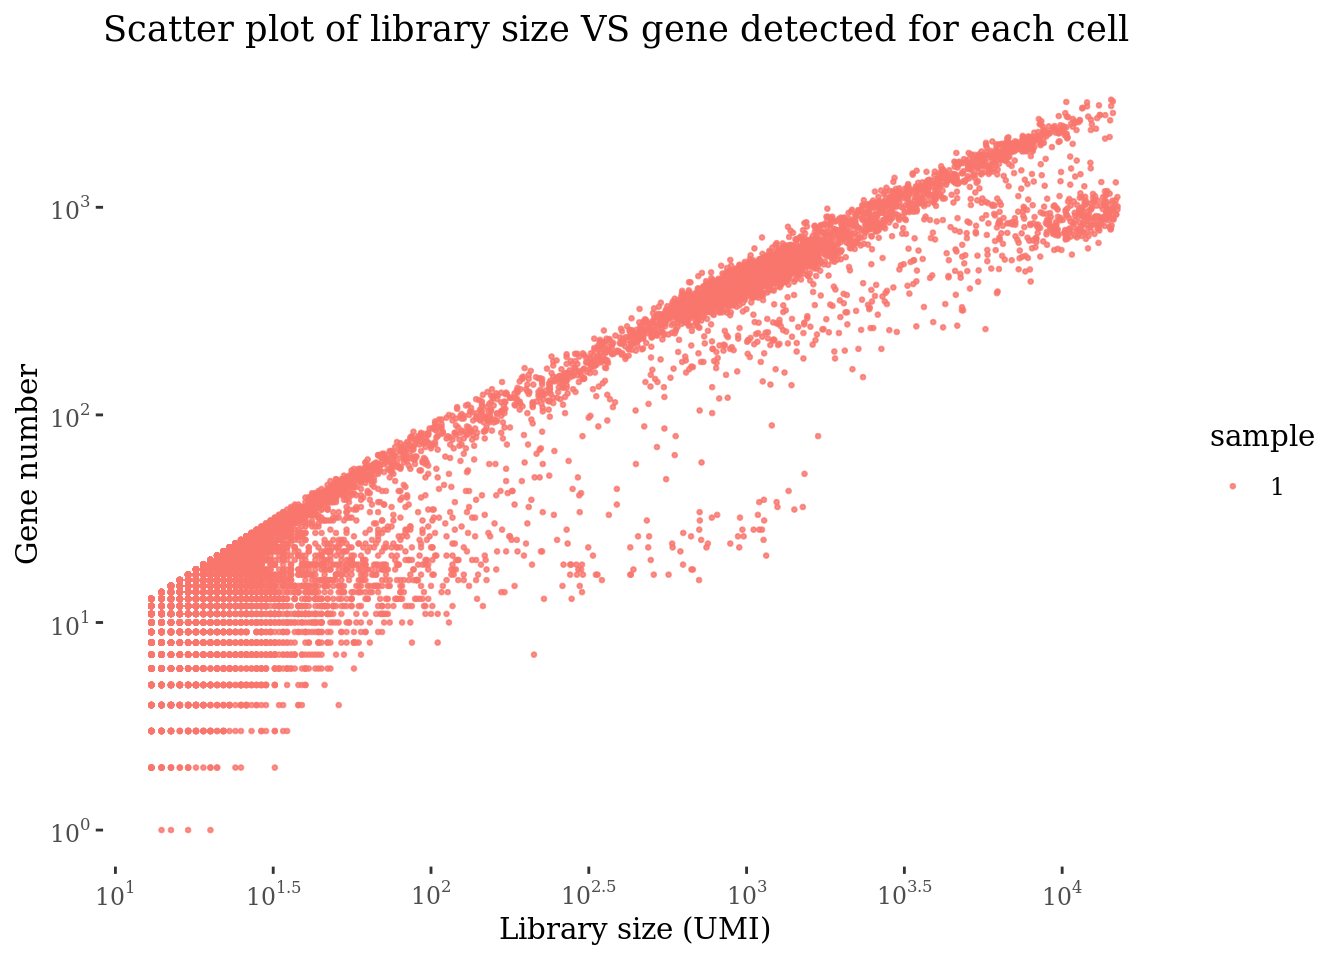 Scatter plot of library size VS gene detected for each cell
Gene number
10³
10²
10¹
10⁰
10¹ 10¹·⁵ 10² 10²·⁵ 10³ 10³·⁵ 10⁴
Library size (UMI)
sample
1